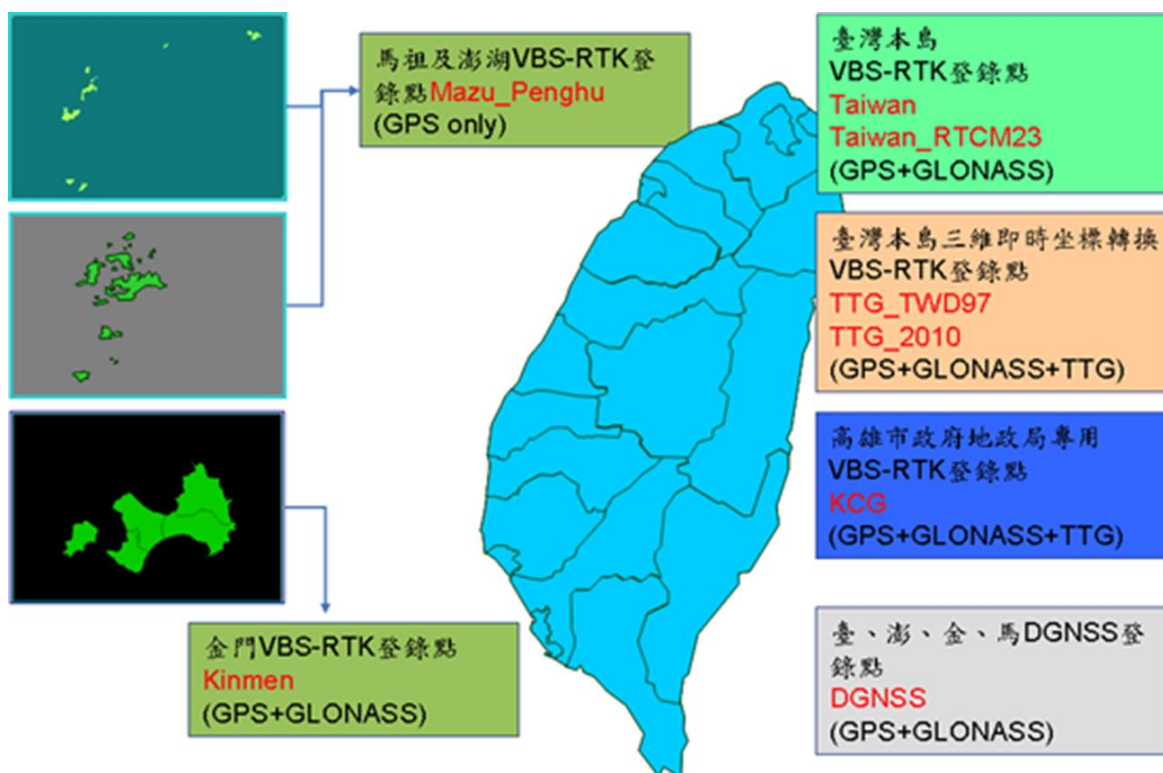 馬祖及澎湖VBS-RTK登
錄點Mazu_Penghu
(GPS only)
臺灣本島
VBS-RTK登錄點
Taiwan
Taiwan_RTCM23
(GPS+GLONASS)
臺灣本島三維即時坐標轉換
VBS-RTK登錄點
TTG_TWD97
TTG_2010
(GPS+GLONASS+TTG)
高雄市政府地政局專用
VBS-RTK登錄點
KCG
(GPS+GLONASS+TTG)
金門VBS-RTK登錄點
Kinmen
(GPS+GLONASS)
臺、澎、金、馬DGNSS登
錄點
DGNSS
(GPS+GLONASS)